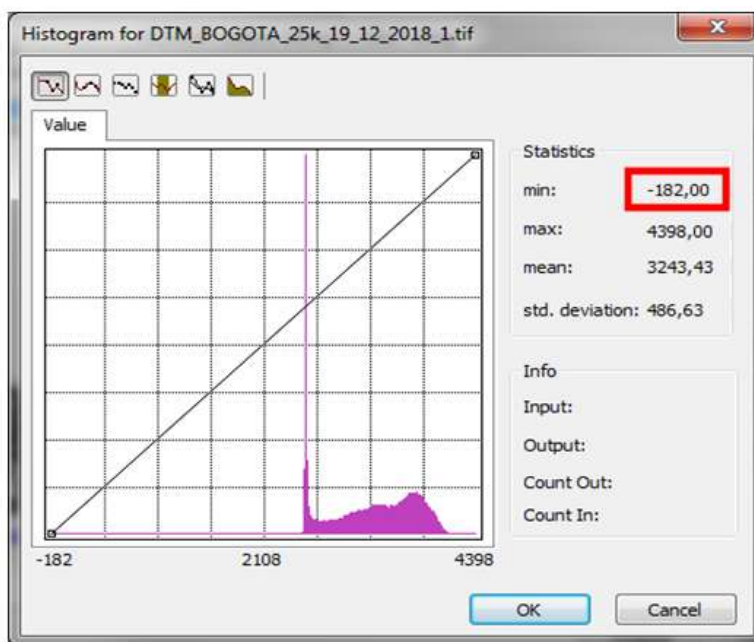 Histogram for DTM_BOGOTA_25k_19_12_2018_1.tif
Value
-182
2108
4398
Statistics
min: -182,00
max: 4398,00
mean: 3243,43
std. deviation: 486,63
Info
Input:
Output:
Count Out:
Count In:
OK
Cancel